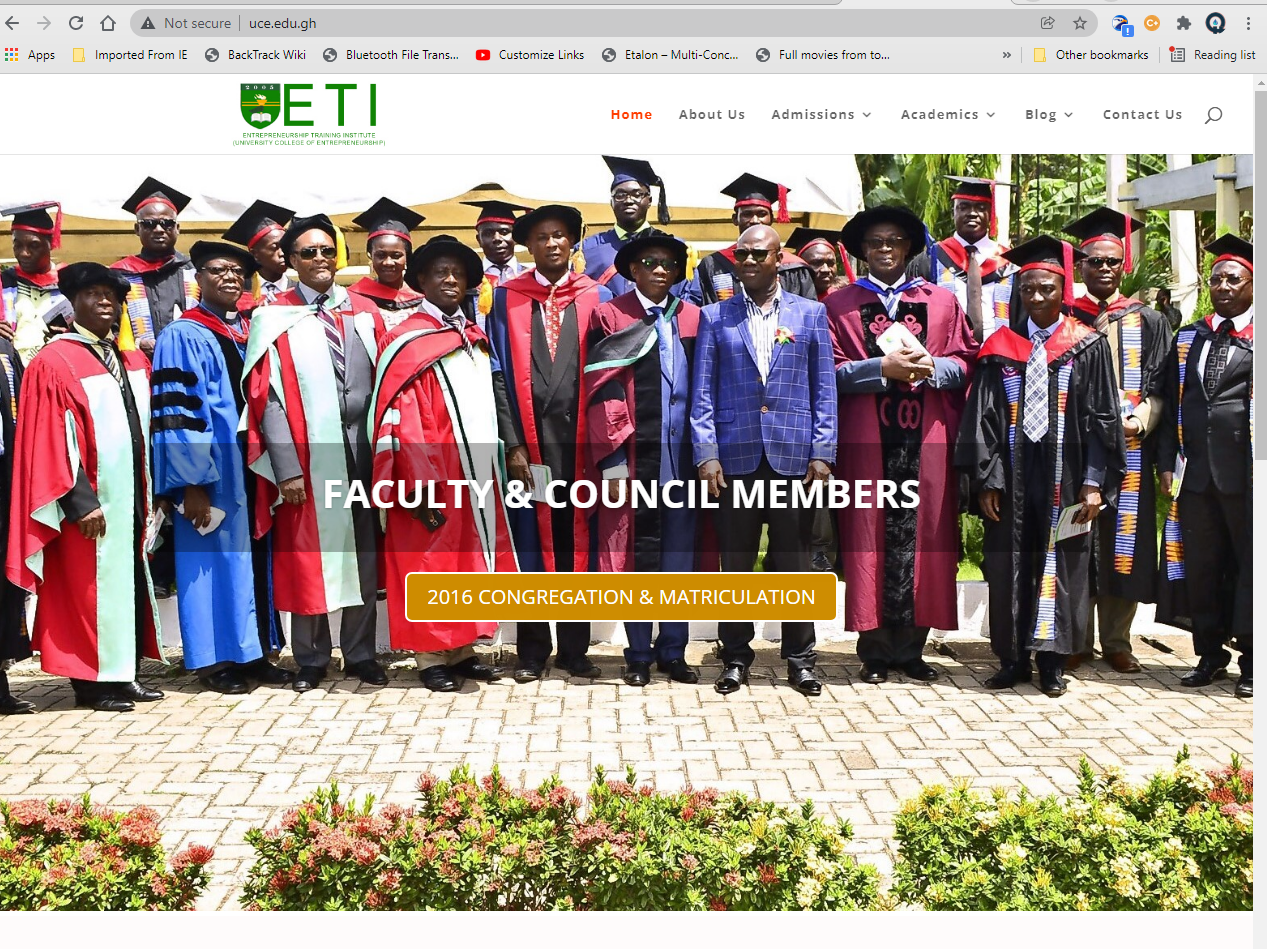 Not secure | uce.edu.gh
Apps Imported From IE BackTrack Wiki Bluetooth File Trans... Customize Links Etalon – Multi-Conc... Full movies from to... » Other bookmarks Reading list
2005
ETI
ENTREPRENEURSHIP TRAINING INSTITUTE
(UNIVERSITY COLLEGE OF ENTREPRENEURSHIP)
Home About Us Admissions Academics Blog Contact Us
FACULTY & COUNCIL MEMBERS
2016 CONGREGATION & MATRICULATION